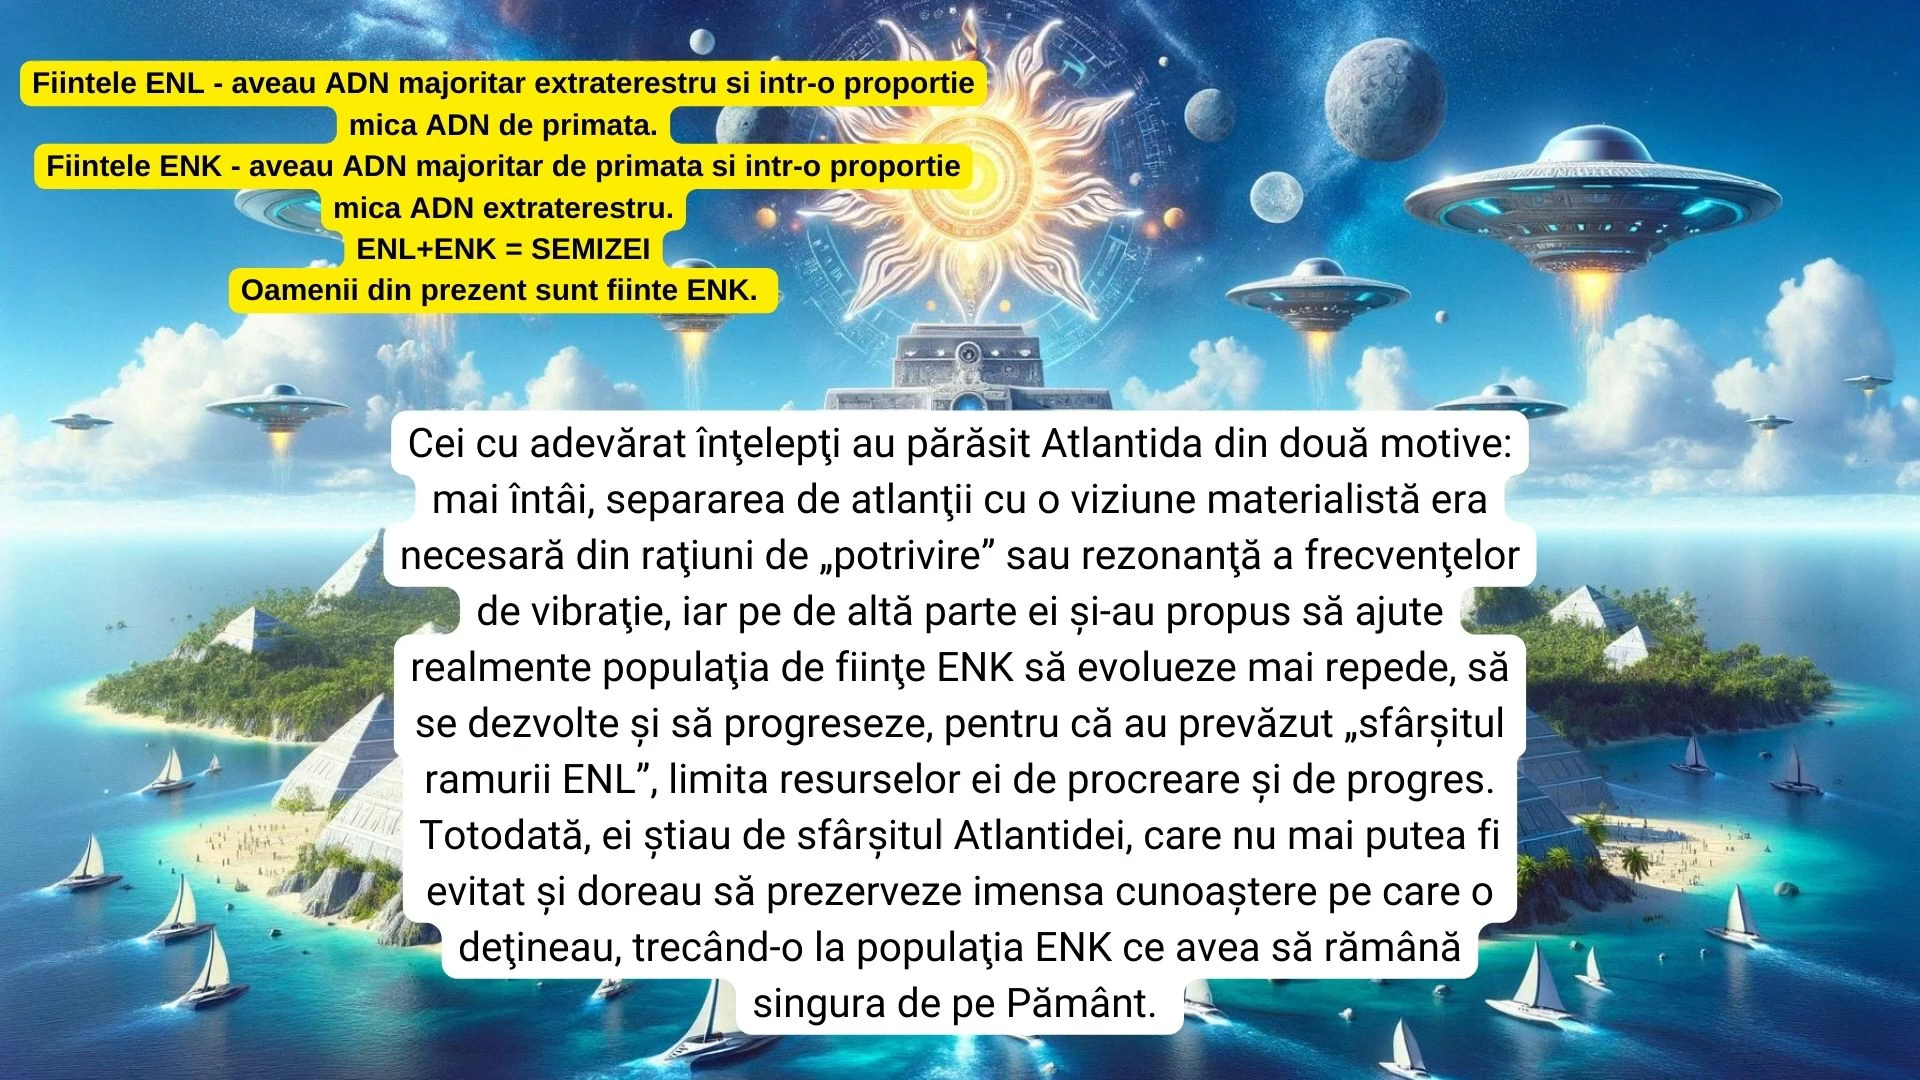 Fiintele ENL - aveau ADN majoritar extraterestru si intr-o proportie
mica ADN de primata.
Fiintele ENK - aveau ADN majoritar de primata si intr-o proportie
mica ADN extraterestru.
ENL+ENK = SEMIZEI
Oamenii din prezent sunt fiinte ENK.
Cei cu adevărat înţelepţi au părăsit Atlantida din două motive:
mai întâi, separarea de atlanţii cu o viziune materialistă era
necesară din raţiuni de „potrivire” sau rezonanţă a frecvenţelor
de vibraţie, iar pe de altă parte ei și-au propus să ajute
realmente populaţia de fiinţe ENK să evolueze mai repede, să
se dezvolte și să progreseze, pentru că au prevăzut „sfârșitul
ramurii ENL”, limita resurselor ei de procreare și de progres.
Totodată, ei știau de sfârșitul Atlantidei, care nu mai putea fi
evitat și doreau să prezerveze imensa cunoaștere pe care o
deţineau, trecând-o la populaţia ENK ce avea să rămână
singura de pe Pământ.